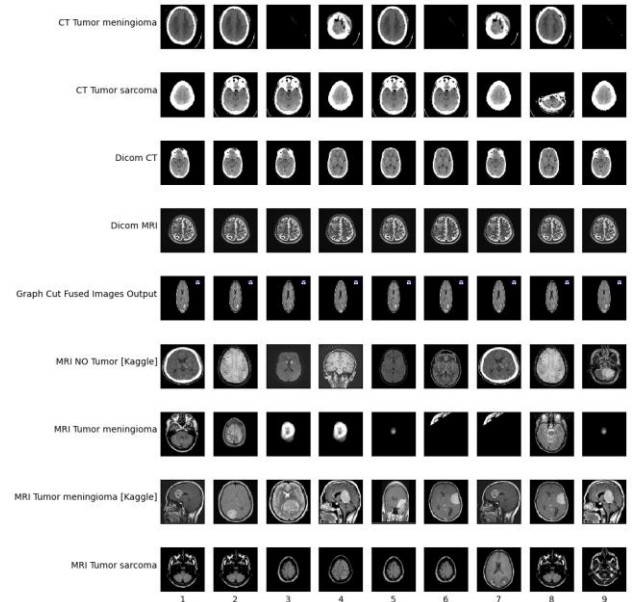 CT Tumor meningioma
CT Tumor sarcoma
Dicom CT
Dicom MRI
Graph Cut Fused Images Output
MRI NO Tumor [Kaggle]
MRI Tumor meningioma
MRI Tumor meningioma [Kaggle]
MRI Tumor sarcoma
1 2 3 4 5 6 7 8 9